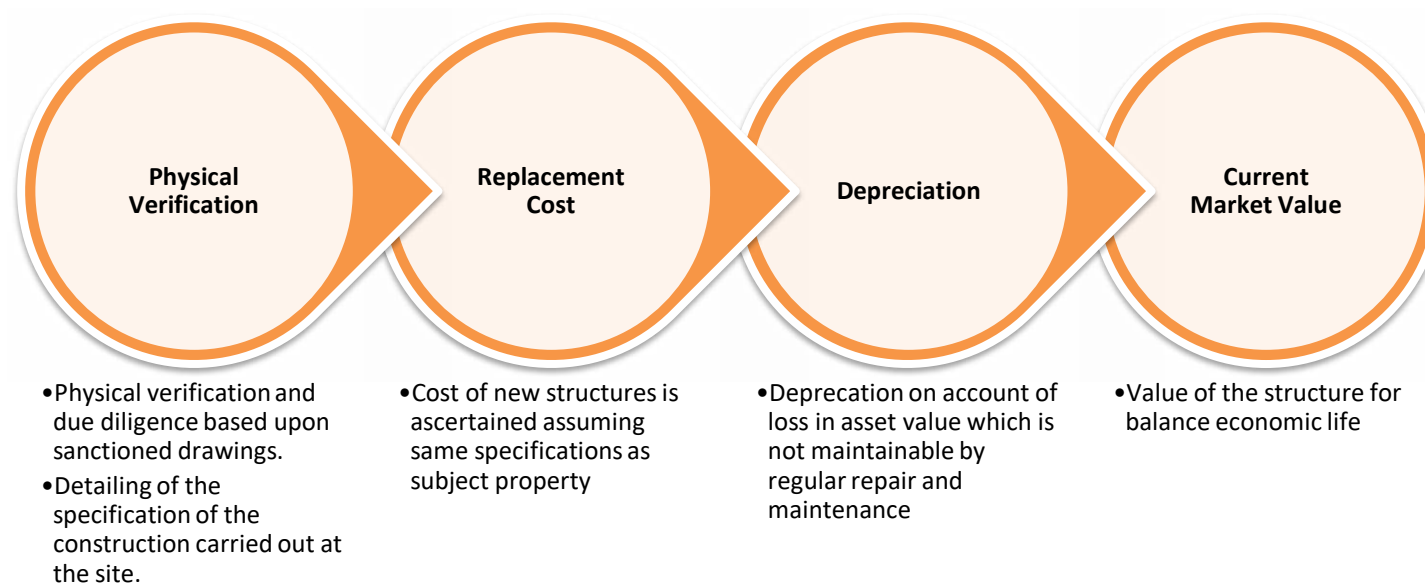 Physical
Verification
•Physical verification and
due diligence based upon
sanctioned drawings.
•Detailing of the
specification of the
construction carried out at
the site.
Replacement
Cost
•Cost of new structures is
ascertained assuming
same specifications as
subject property
Depreciation
•Deprecation on account of
loss in asset value which is
not maintainable by
regular repair and
maintenance
Current
Market Value
•Value of the structure for
balance economic life